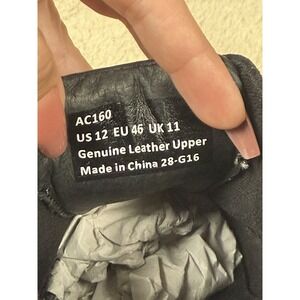 AC160
US 12 EU 46 UK 11
Genuine Leather Upper
Made in China 28-G16